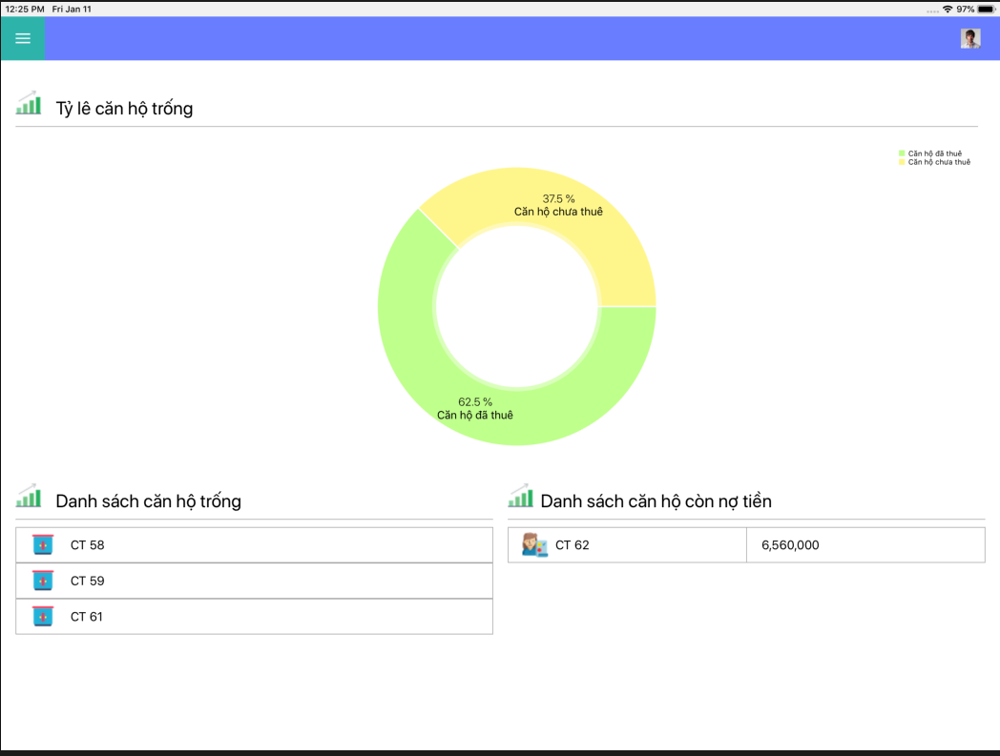 12:25 PM Fri Jan 11
97%
Tỷ lê căn hộ trống
Căn hộ đã thuê
Căn hộ chưa thuê
37.5 %
Căn hộ chưa thuê
62.5 %
Căn hộ đã thuê
Danh sách căn hộ trống
CT 58
CT 59
CT 61
Danh sách căn hộ còn nợ tiền
CT 62
6,560,000